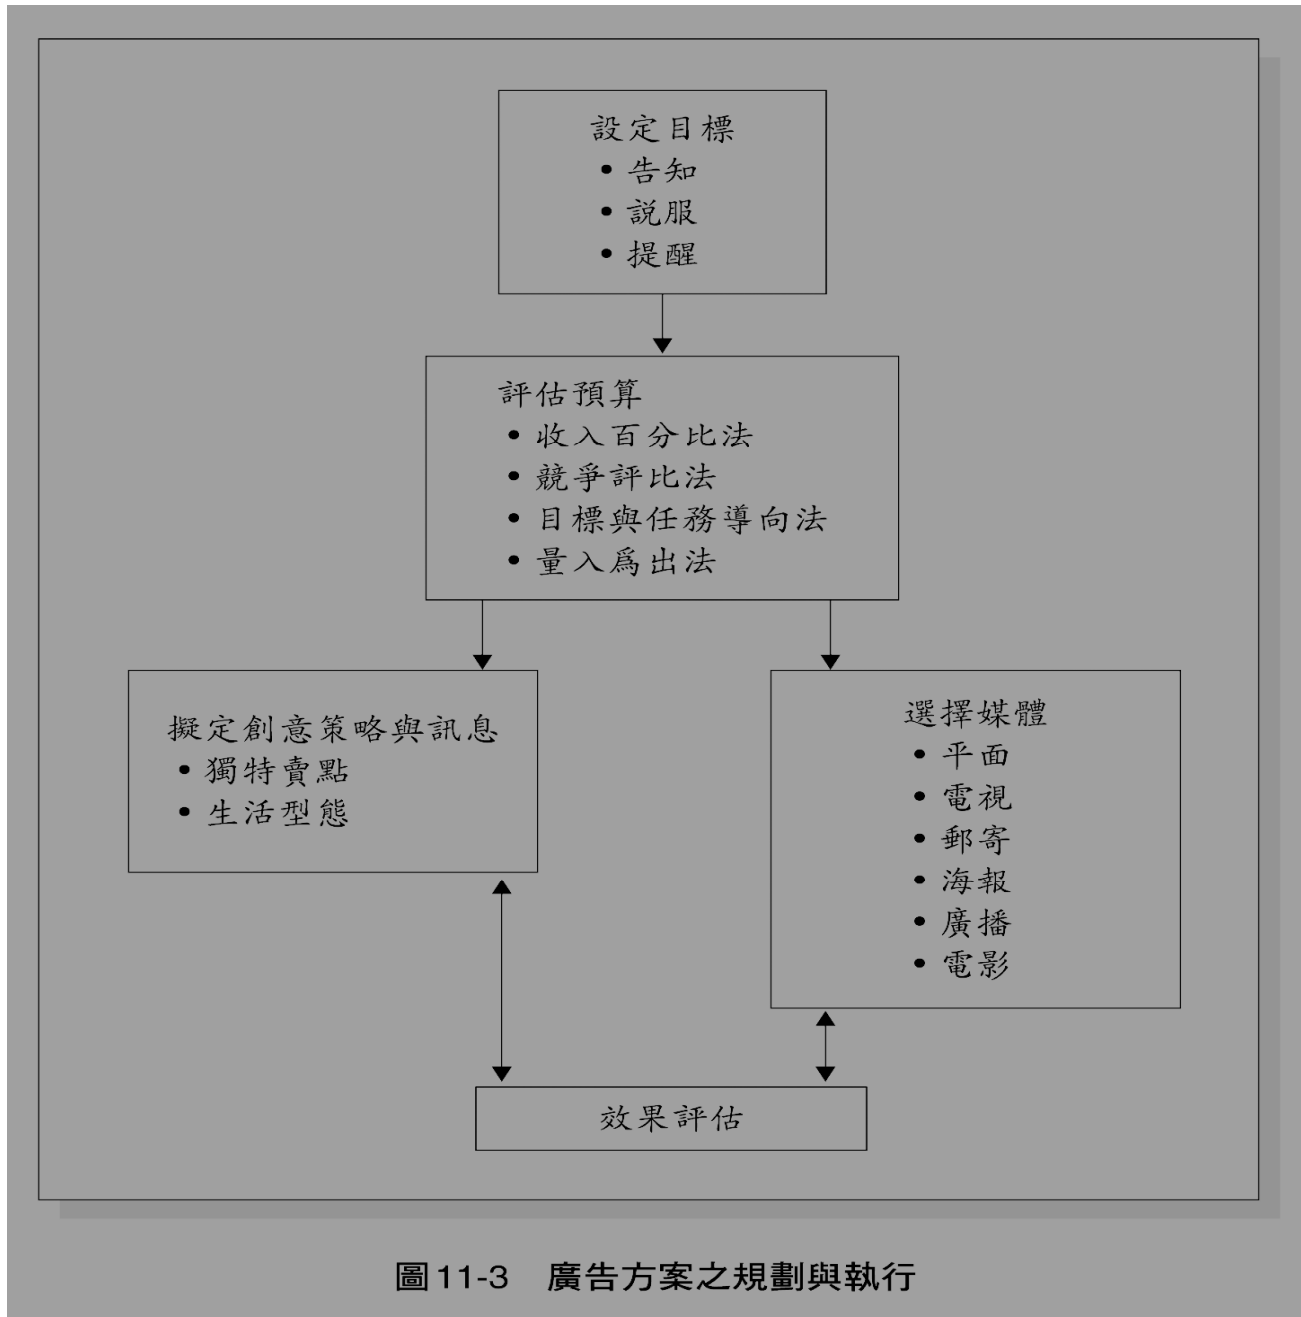 設定目標
• 告知
• 説服
• 提醒
評估預算
• 收入百分比法
• 競爭評比法
• 目標與任務導向法
• 量入爲出法
擬定創意策略與訊息
• 獨特賣點
• 生活型態
選擇媒體
• 平面
• 電視
• 郵寄
• 海報
• 廣播
• 電影
效果評估
圖11-3 廣告方案之規劃與執行